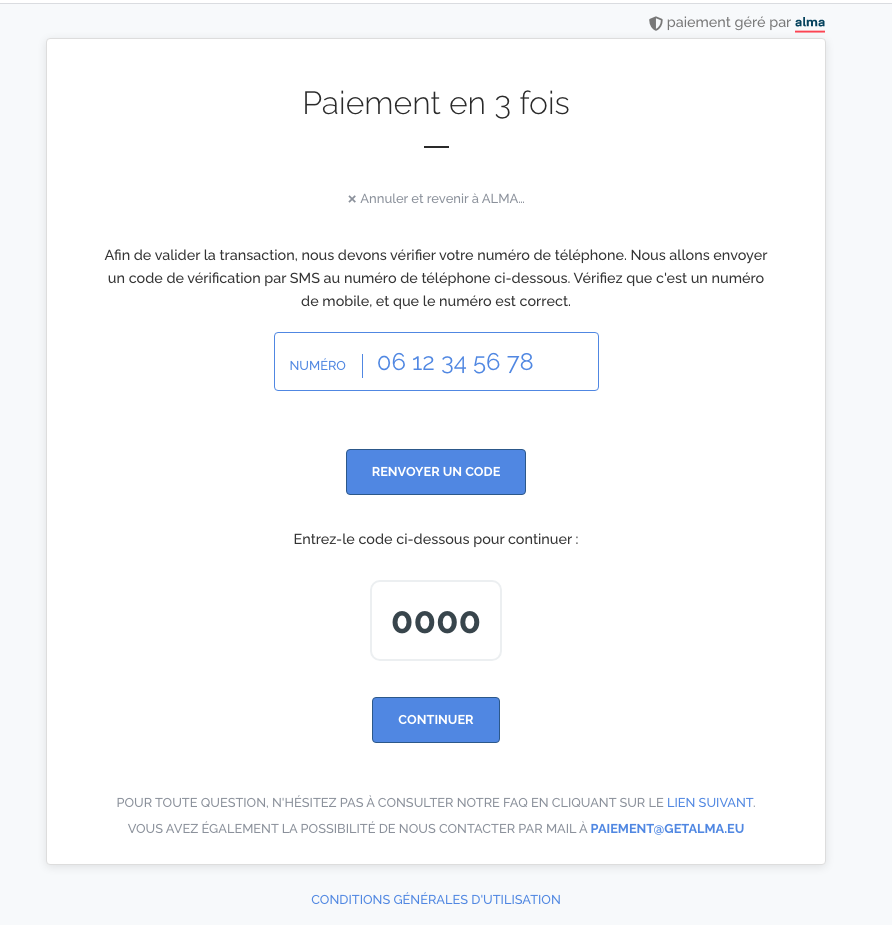 paiement géré par alma
Paiement en 3 fois
× Annuler et revenir à ALMA...
Afin de valider la transaction, nous devons vérifier votre numéro de téléphone. Nous allons envoyer
un code de vérification par SMS au numéro de téléphone ci-dessous. Vérifiez que c'est un numéro
de mobile, et que le numéro est correct.
NUMÉRO | 06 12 34 56 78
RENVOYER UN CODE
Entrez-le code ci-dessous pour continuer :
0000
CONTINUER
POUR TOUTE QUESTION, N'HÉSITEZ PAS À CONSULTER NOTRE FAQ EN CLIQUANT SUR LE LIEN SUIVANT.
VOUS AVEZ ÉGALEMENT LA POSSIBILITÉ DE NOUS CONTACTER PAR MAIL À PAIEMENT@GETALMA.EU
CONDITIONS GÉNÉRALES D'UTILISATION